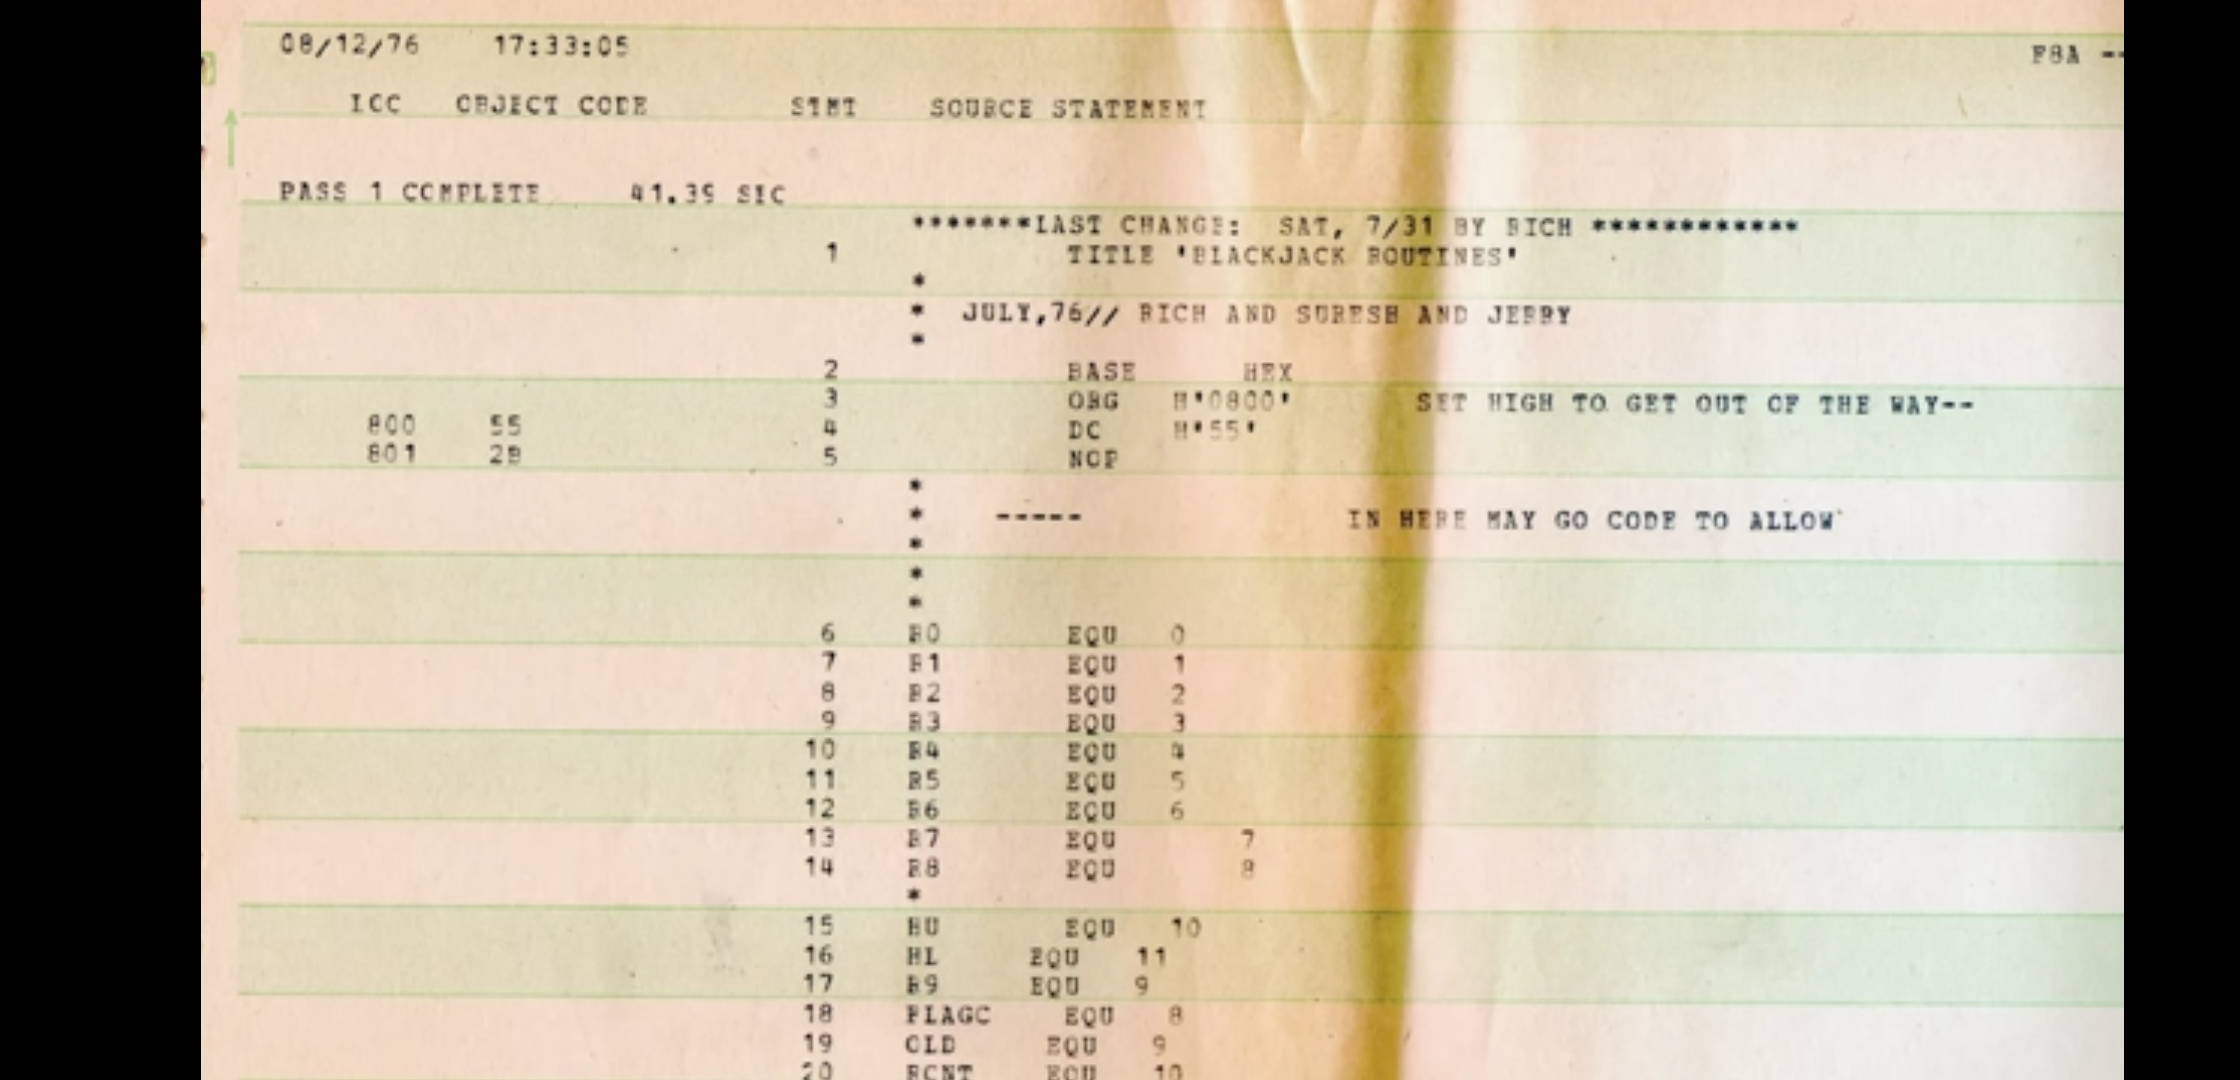 08/12/76 17:33:05 F8A --
LOC OBJECT CODE STMT SOURCE STATEMENT
PASS 1 COMPLETE 41.39 SEC
*******LAST CHANGE: SAT, 7/31 BY RICH ************
1 TITLE 'BLACKJACK ROUTINES'
*
* JULY,76// RICH AND SURESH AND JERRY
*
2 BASE HEX
3 ORG H'0800' SET HIGH TO GET OUT OF THE WAY--
800 55 4 DC H'55'
801 2B 5 NOP
*
* ----- IN HERE MAY GO CODE TO ALLOW
*
*
*
6 R0 EQU 0
7 R1 EQU 1
8 R2 EQU 2
9 R3 EQU 3
10 R4 EQU 4
11 R5 EQU 5
12 R6 EQU 6
13 R7 EQU 7
14 R8 EQU 8
*
15 HU EQU 10
16 HL EQU 11
17 R9 EQU 9
18 FLAGC EQU 8
19 OLD EQU 9
20 RCNT EQU 10